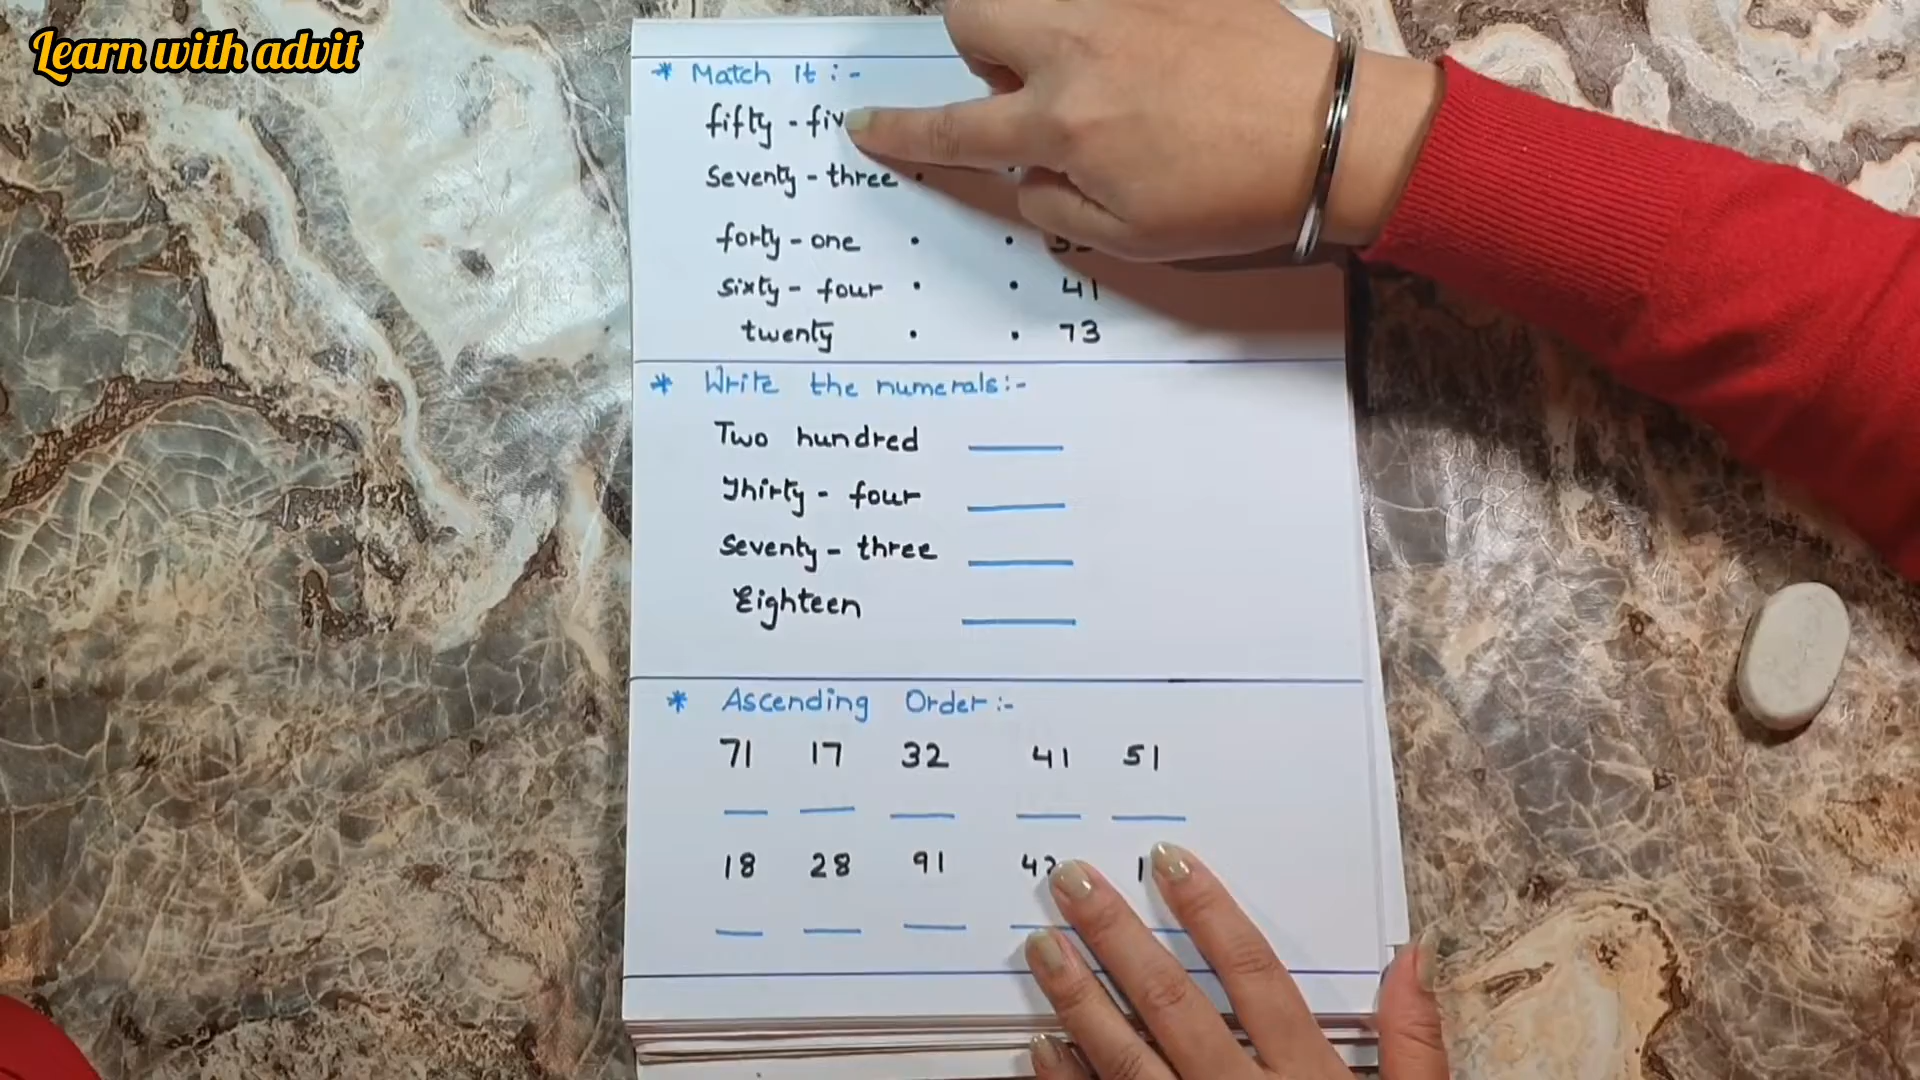 Learn with advit
* Match It :-
fifty - fiv
Seventy - three • •
forty - one • •
sixty - four • • 41
twenty • • 73
* Write the numerals :-
Two hundred
Thirty - four
Seventy - three
Eighteen
* Ascending Order :-
71 17 32 41 51
18 28 91